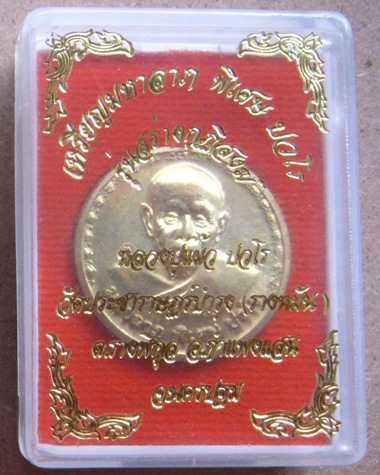 เหรียญมหาลาภ พิเศษ ปวโร
รุ่นสร้างกุฏิสงฆ์
หลวงปู่แผ้ว ปวโร
วัดประชาราษฎร์บำรุง (รางหมัน)
ต.รางพิกุล อ.กำแพงแสน
จ.นครปฐม